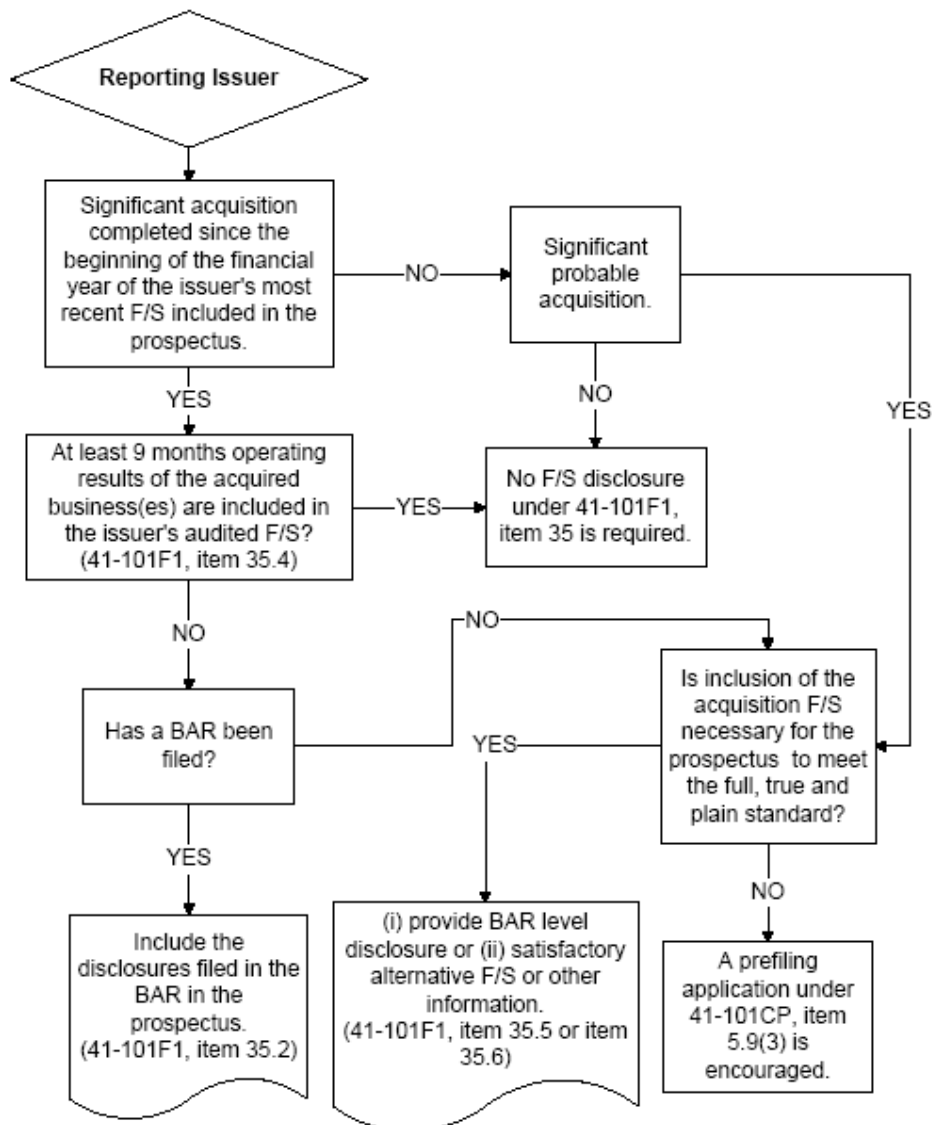 Reporting Issuer
Significant acquisition
completed since the
beginning of the financial
year of the issuer's most
recent F/S included in the
prospectus.
NO
Significant
probable
acquisition.
YES
NO
YES
At least 9 months operating
results of the acquired
business(es) are included in
the issuer's audited F/S?
(41-101F1, item 35.4)
YES
No F/S disclosure
under 41-101F1,
item 35 is required.
NO
NO
Has a BAR been
filed?
YES
Is inclusion of the
acquisition F/S
necessary for the
prospectus to meet
the full, true and
plain standard?
YES
NO
Include the
disclosures filed in the
BAR in the
prospectus.
(41-101F1, item 35.2)
(i) provide BAR level
disclosure or (ii) satisfactory
alternative F/S or other
information.
(41-101F1, item 35.5 or item
35.6)
A prefiling
application under
41-101CP, item
5.9(3) is
encouraged.